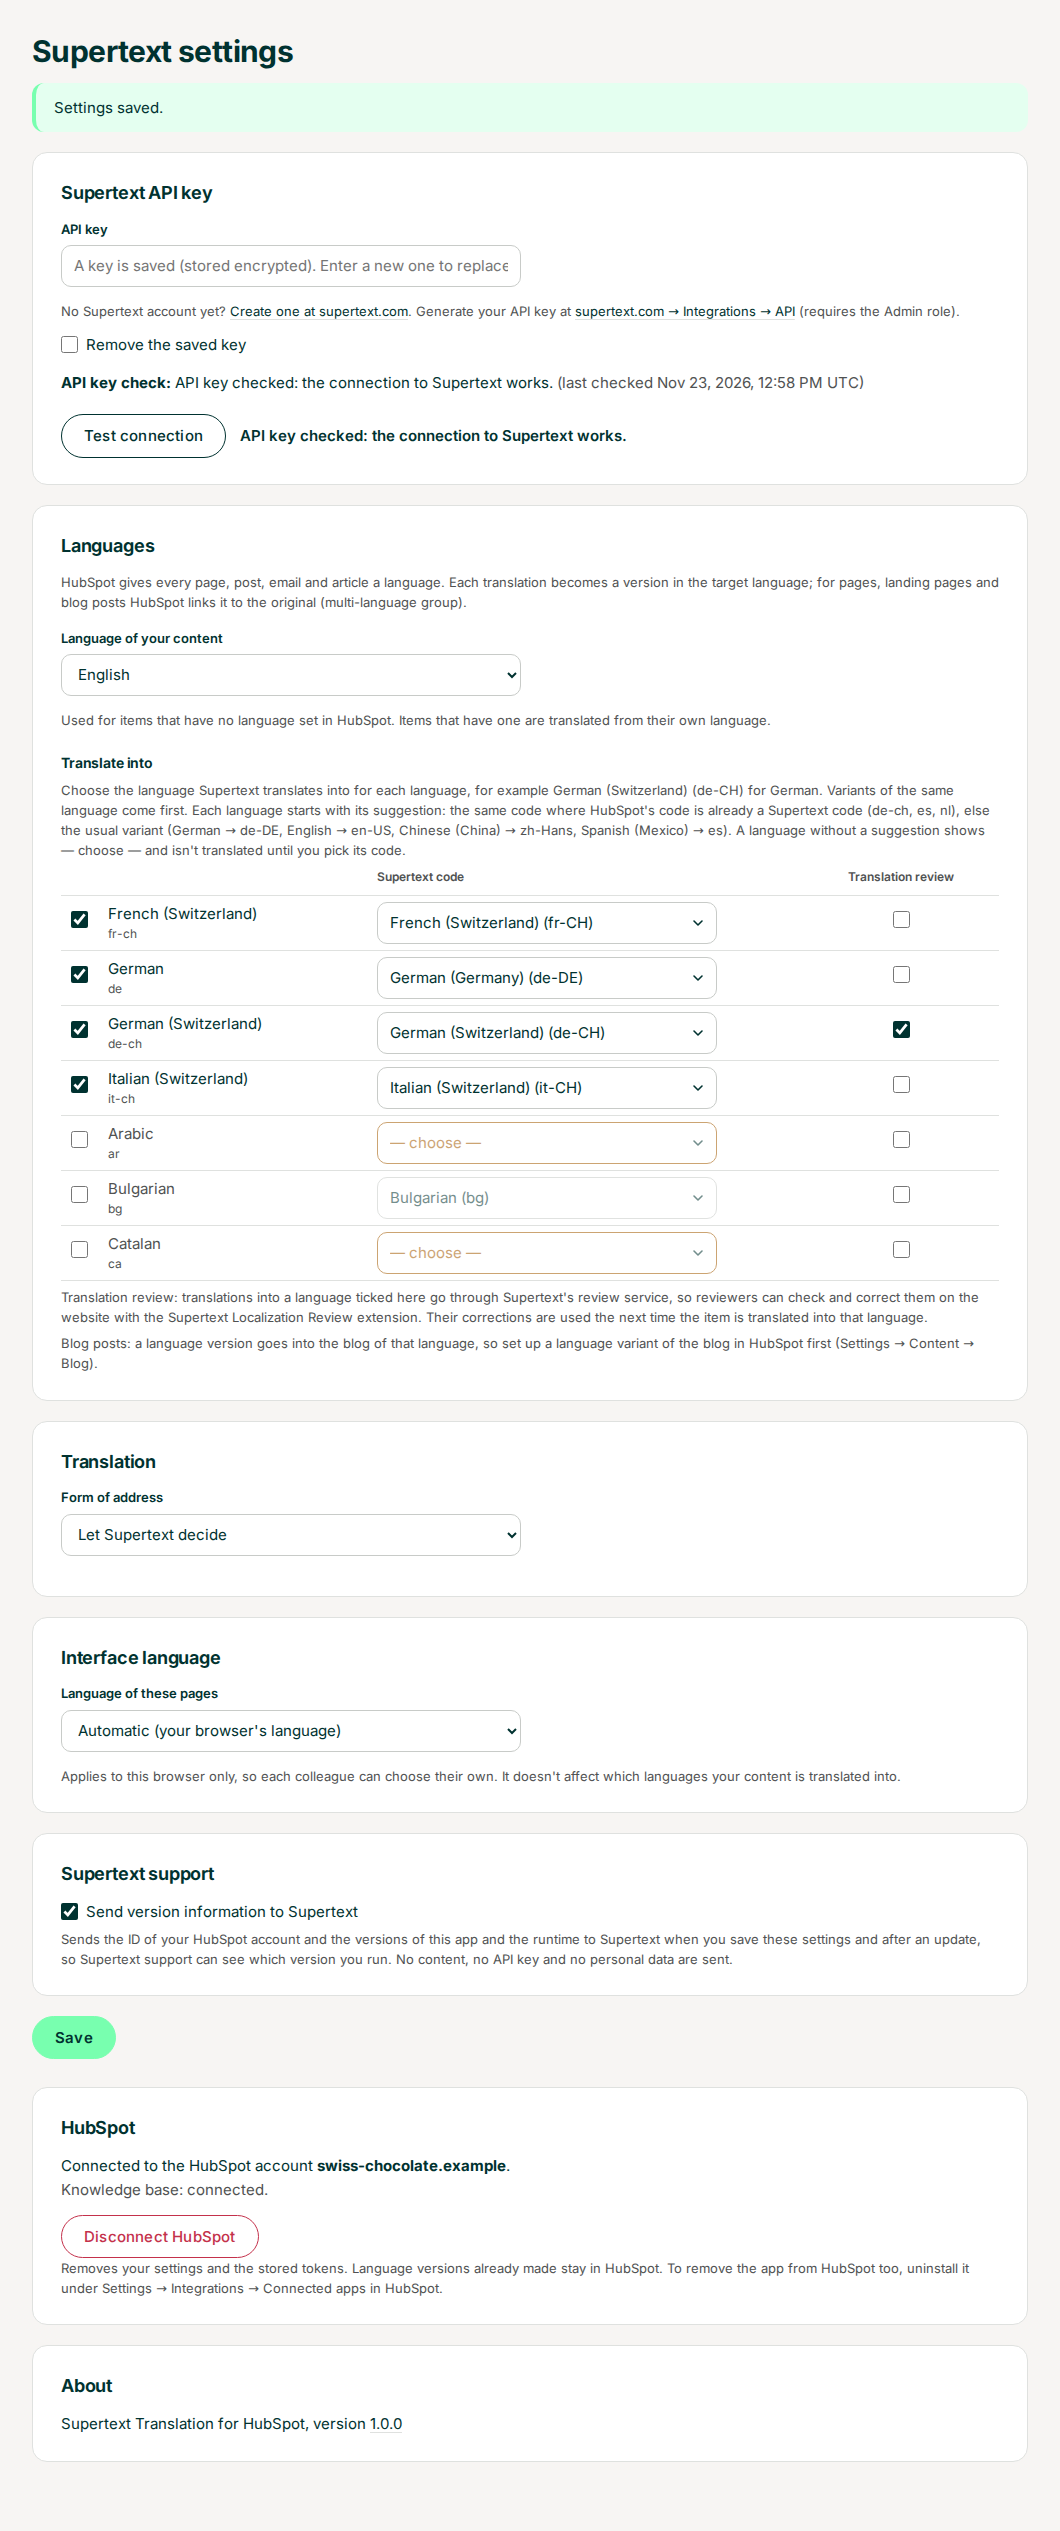 Supertext settings
Settings saved.
Supertext API key
API key
A key is saved (stored encrypted). Enter a new one to replace
No Supertext account yet? Create one at supertext.com. Generate your API key at supertext.com → Integrations → API (requires the Admin role).
Remove the saved key
API key check: API key checked: the connection to Supertext works. (last checked Nov 23, 2026, 12:58 PM UTC)
Test connection API key checked: the connection to Supertext works.
Languages
HubSpot gives every page, post, email and article a language. Each translation becomes a version in the target language; for pages, landing pages and
blog posts HubSpot links it to the original (multi-language group).
Language of your content
English
Used for items that have no language set in HubSpot. Items that have one are translated from their own language.
Translate into
Choose the language Supertext translates into for each language, for example German (Switzerland) (de-CH) for German. Variants of the same
language come first. Each language starts with its suggestion: the same code where HubSpot's code is already a Supertext code (de-ch, es, nl), else
the usual variant (German → de-DE, English → en-US, Chinese (China) → zh-Hans, Spanish (Mexico) → es). A language without a suggestion shows
— choose — and isn't translated until you pick its code.
Supertext code Translation review
French (Switzerland) French (Switzerland) (fr-CH)
fr-ch
German German (Germany) (de-DE)
de
German (Switzerland) German (Switzerland) (de-CH)
de-ch
Italian (Switzerland) Italian (Switzerland) (it-CH)
it-ch
Arabic — choose —
ar
Bulgarian Bulgarian (bg)
bg
Catalan — choose —
ca
Translation review: translations into a language ticked here go through Supertext's review service, so reviewers can check and correct them on the
website with the Supertext Localization Review extension. Their corrections are used the next time the item is translated into that language.
Blog posts: a language version goes into the blog of that language, so set up a language variant of the blog in HubSpot first (Settings → Content →
Blog).
Translation
Form of address
Let Supertext decide
Interface language
Language of these pages
Automatic (your browser's language)
Applies to this browser only, so each colleague can choose their own. It doesn't affect which languages your content is translated into.
Supertext support
Send version information to Supertext
Sends the ID of your HubSpot account and the versions of this app and the runtime to Supertext when you save these settings and after an update,
so Supertext support can see which version you run. No content, no API key and no personal data are sent.
Save
HubSpot
Connected to the HubSpot account swiss-chocolate.example.
Knowledge base: connected.
Disconnect HubSpot
Removes your settings and the stored tokens. Language versions already made stay in HubSpot. To remove the app from HubSpot too, uninstall it
under Settings → Integrations → Connected apps in HubSpot.
About
Supertext Translation for HubSpot, version 1.0.0